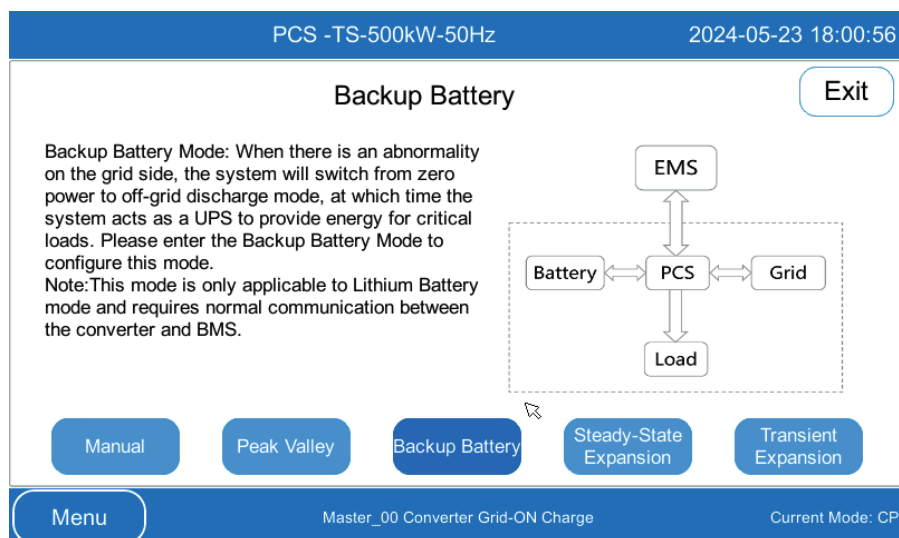 PCS -TS-500kW-50Hz
2024-05-23 18:00:56
Backup Battery
Exit
Backup Battery Mode: When there is an abnormality
on the grid side, the system will switch from zero
power to off-grid discharge mode, at which time the
system acts as a UPS to provide energy for critical
loads. Please enter the Backup Battery Mode to
configure this mode.
Note:This mode is only applicable to Lithium Battery
mode and requires normal communication between
the converter and BMS.
EMS
Battery
PCS
Grid
Load
Manual
Peak Valley
Backup Battery
Steady-State
Expansion
Transient
Expansion
Menu
Master_00 Converter Grid-ON Charge
Current Mode: CP